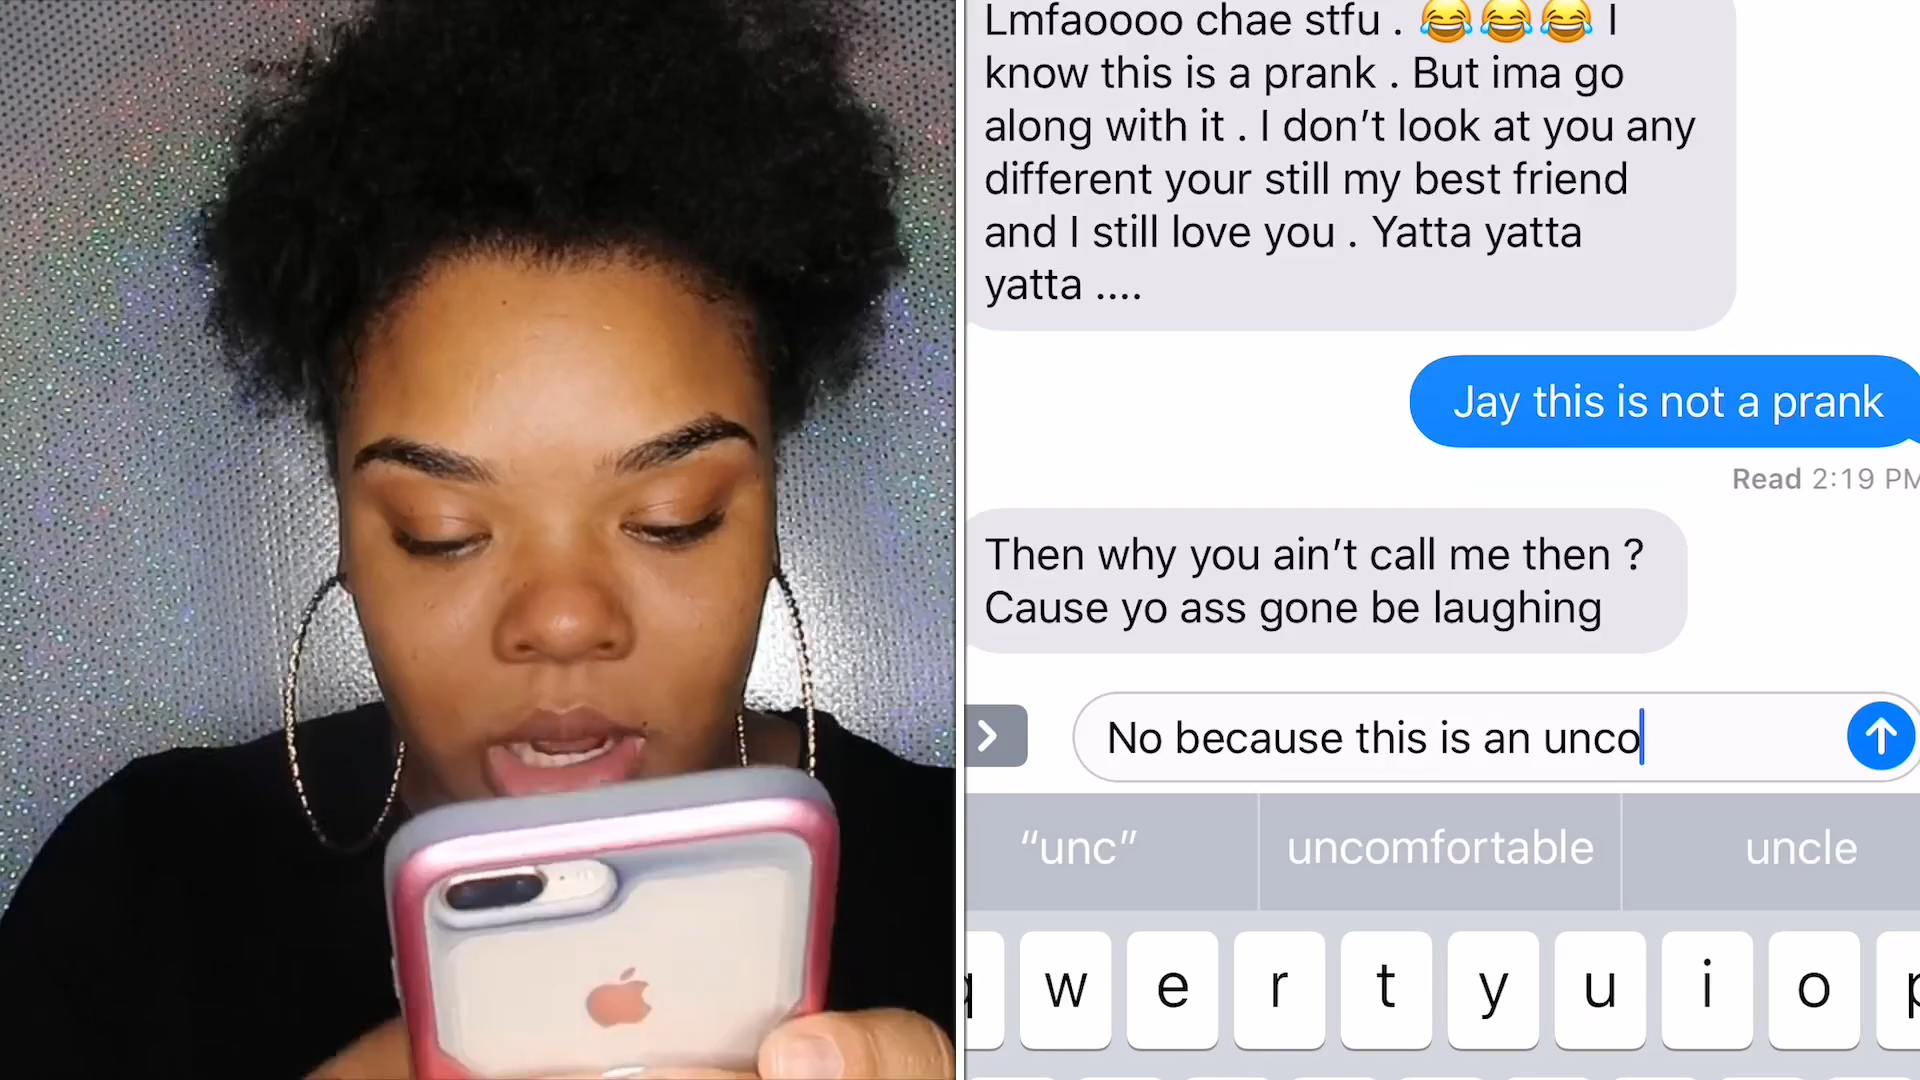 Lmfaoooo chae stfu . 😂😂😂 I
know this is a prank . But ima go
along with it . I don’t look at you any
different your still my best friend
and I still love you . Yatta yatta
yatta ....
Jay this is not a prank
Read 2:19 PM
Then why you ain’t call me then ?
Cause yo ass gone be laughing
No because this is an unco
“unc” uncomfortable uncle
q w e r t y u i o p